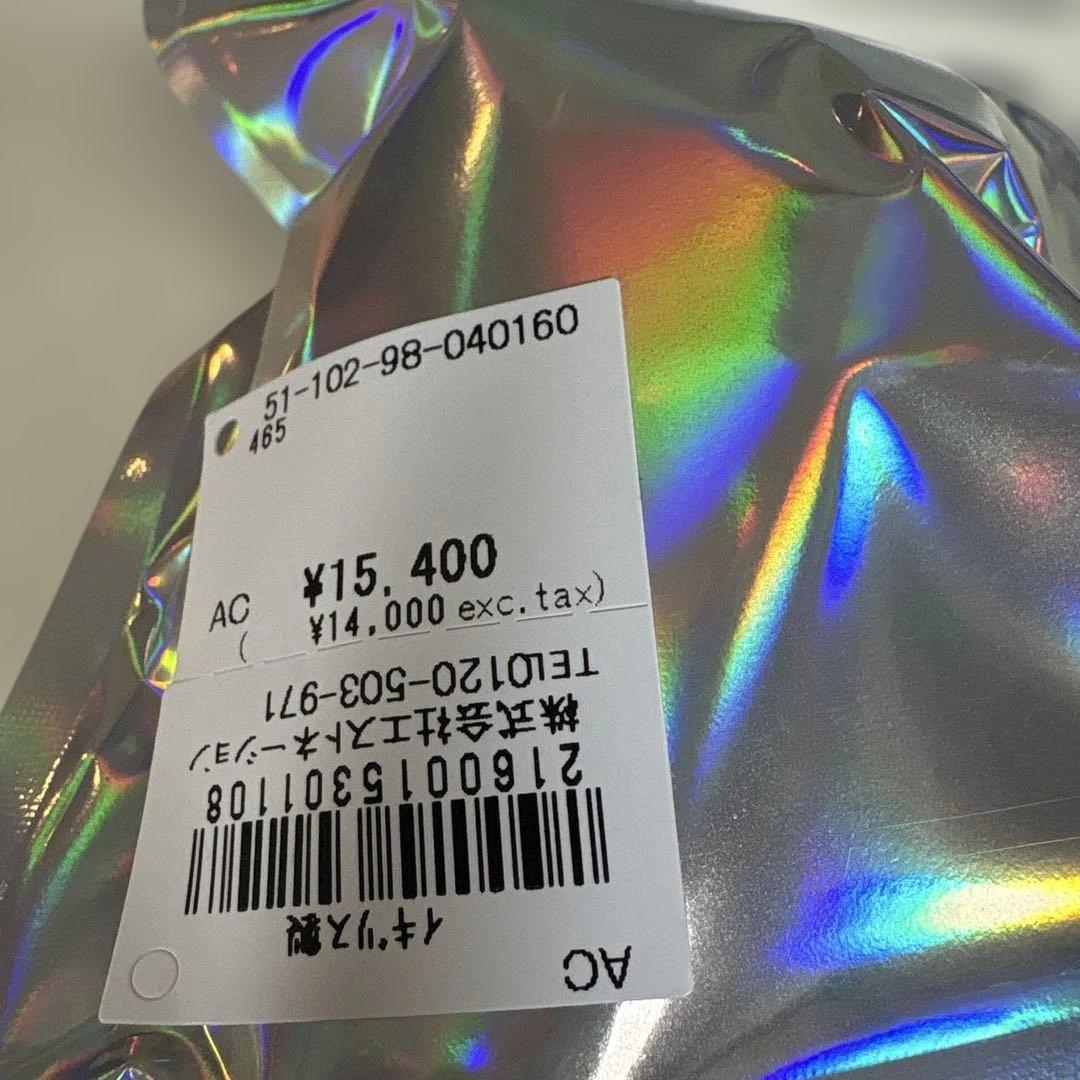 51-102-98-040160
465
¥15,400
AC
( ¥14,000 exc.tax)
AC
イギリス製
2160015301108
株式会社エストネーション
TEL0120-503-971